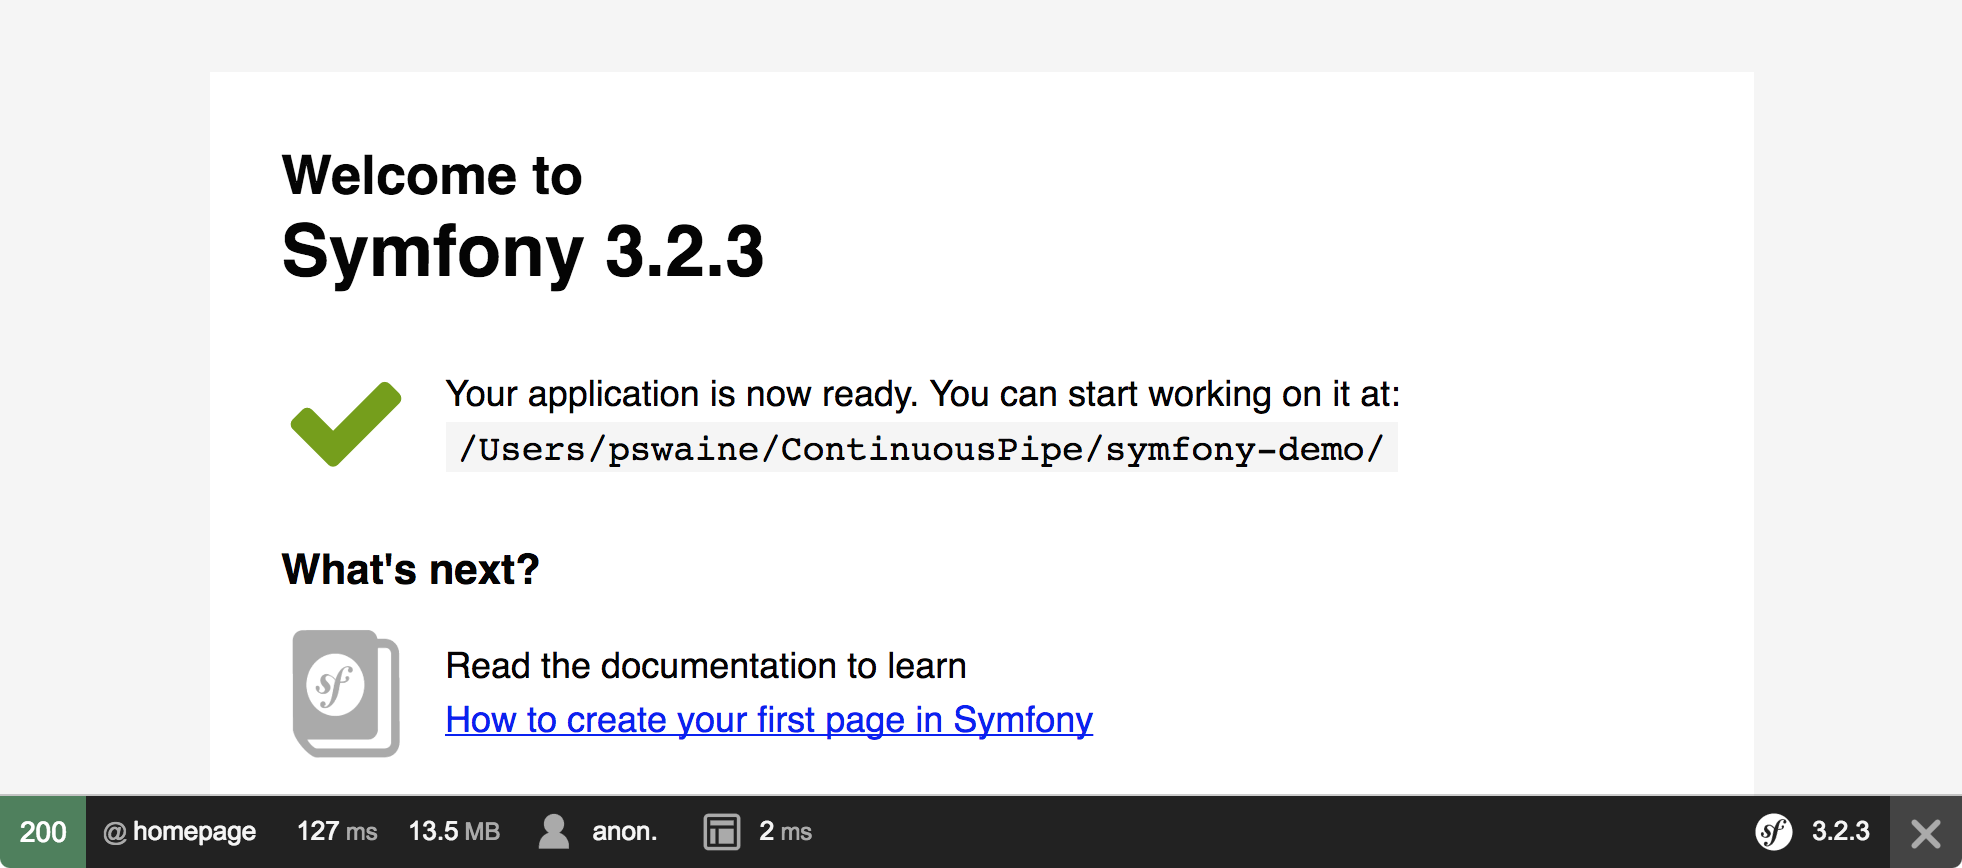 Welcome to
Symfony 3.2.3
Your application is now ready. You can start working on it at:
/Users/pswaine/ContinuousPipe/symfony-demo/
What's next?
sf
Read the documentation to learn
How to create your first page in Symfony
200 @ homepage 127 ms 13.5 MB anon. 2 ms sf 3.2.3